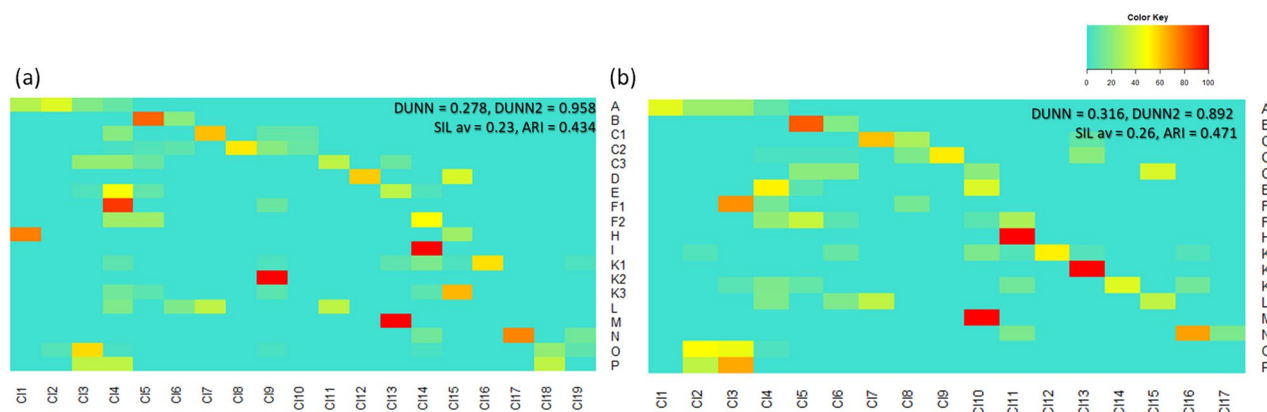 Color Key
0 20 40 60 80 100
(a)
DUNN = 0.278, DUNN2 = 0.958
SIL av = 0.23, ARI = 0.434
A
B
C1
C2
C3
D
E
F1
F2
H
I
K1
K2
K3
L
M
N
O
P
Cl1 Cl2 Cl3 Cl4 Cl5 Cl6 Cl7 Cl8 Cl9 Cl10 Cl11 Cl12 Cl13 Cl14 Cl15 Cl16 Cl17 Cl18 Cl19
(b)
DUNN = 0.316, DUNN2 = 0.892
SIL av = 0.26, ARI = 0.471
A
C
C
C
F
F
H
K
K
K
L
M
N
Cl1 Cl2 Cl3 Cl4 Cl5 Cl6 Cl7 Cl8 Cl9 Cl10 Cl11 Cl12 Cl13 Cl14 Cl15 Cl16 Cl17